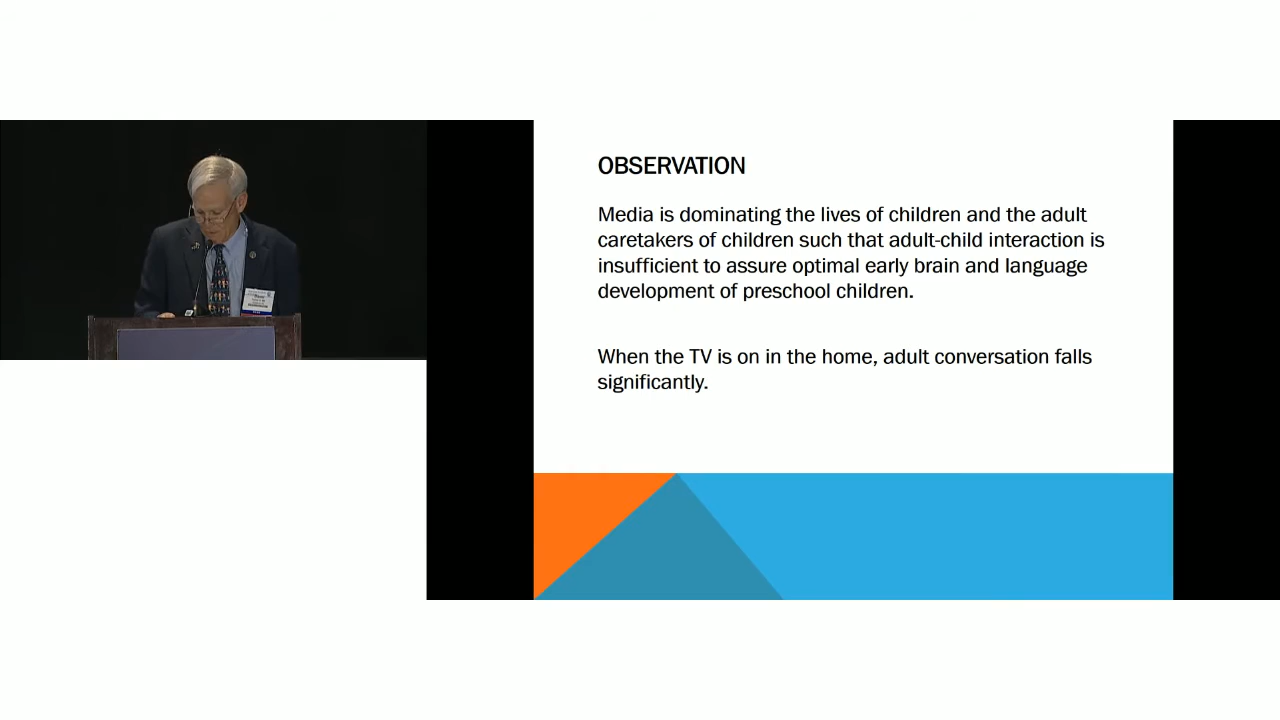 OBSERVATION
Media is dominating the lives of children and the adult
caretakers of children such that adult-child interaction is
insufficient to assure optimal early brain and language
development of preschool children.
When the TV is on in the home, adult conversation falls
significantly.